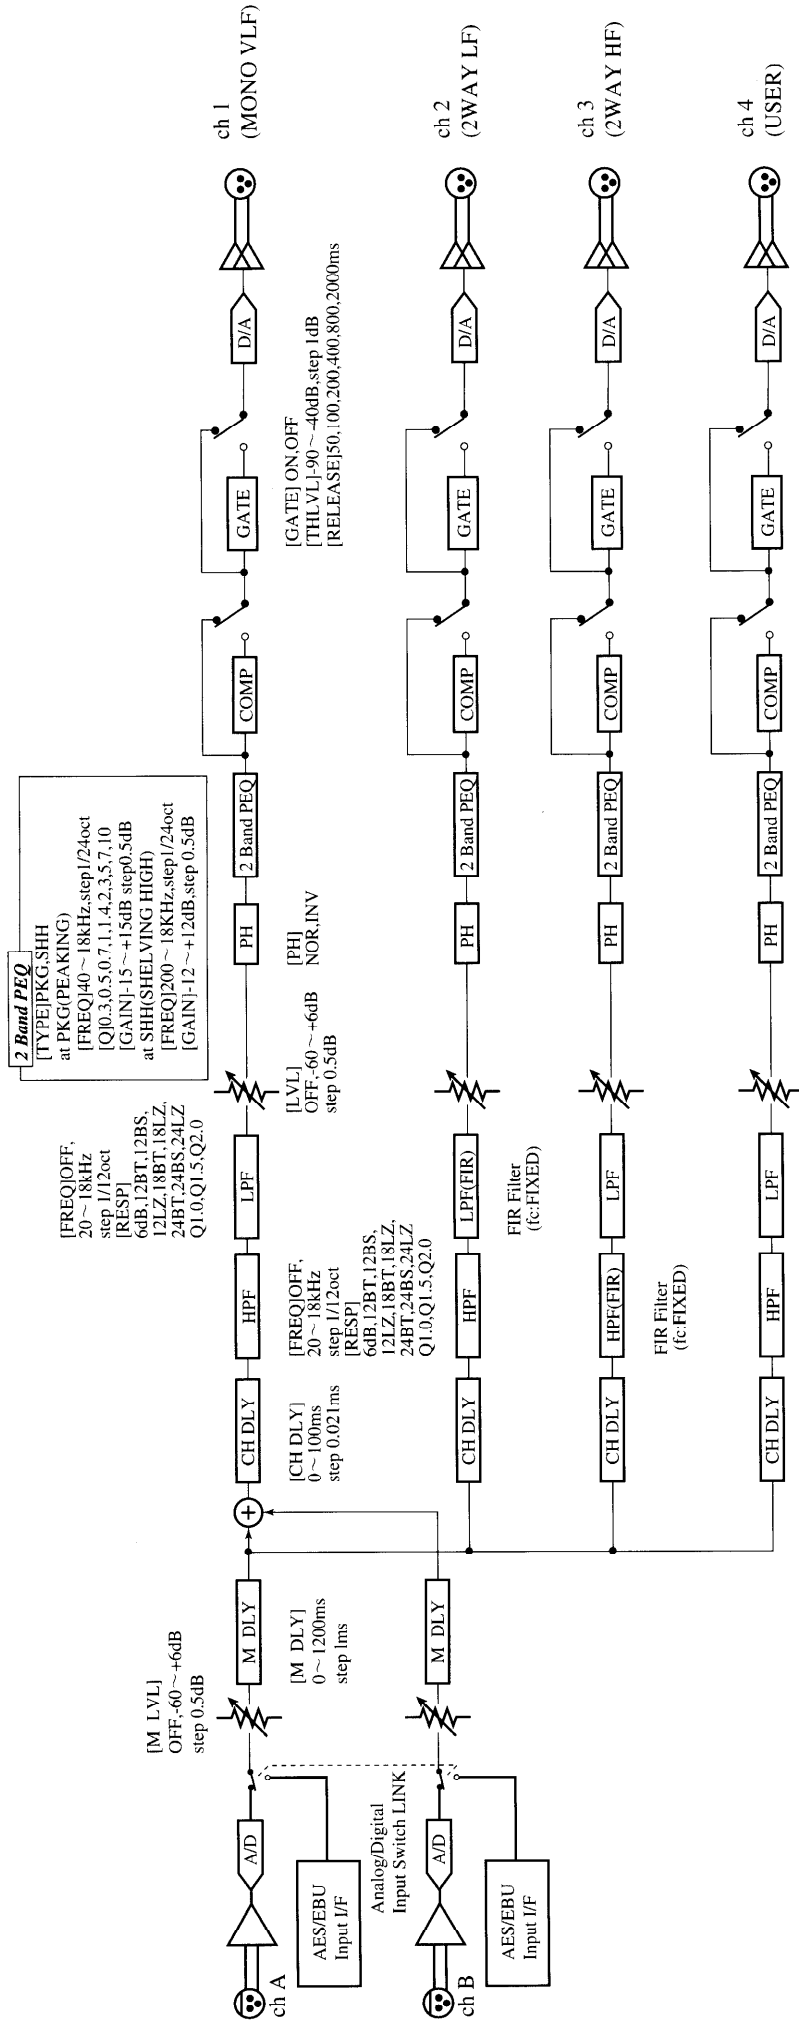 2 Band PEQ
[TYPE]PKG,SHH
at PKG(PEAKING)
[FREQ]40～18kHz,step1/24oct
[Q]0.3,0.5,0.7,1,1.4,2,3,5,7,10
[GAIN]-15～+15dB step0.5dB
at SHH(SHELVING HIGH)
[FREQ]200～18KHz,step1/24oct
[GAIN]-12～+12dB,step 0.5dB
[M LVL]
OFF,-60～+6dB
step 0.5dB
[FREQ]OFF,
20～18kHz
step 1/12oct
[RESP]
6dB,12BT,12BS,
12LZ,18BT,18LZ,
24BT,24BS,24LZ
Q1.0,Q1.5,Q2.0
ch A
A/D
M DLY
+
CH DLY
HPF
LPF
PH
2 Band PEQ
COMP
GATE
D/A
ch 1
(MONO VLF)
AES/EBU
Input I/F
[M DLY]
0～1200ms
step 1ms
[CH DLY]
0～100ms
step 0.021ms
[FREQ]OFF,
20～18kHz
step 1/12oct
[RESP]
6dB,12BT,12BS,
12LZ,18BT,18LZ,
24BT,24BS,24LZ
Q1.0,Q1.5,Q2.0
[LVL]
OFF,-60～+6dB
step 0.5dB
[PH]
NOR,INV
[GATE] ON,OFF
[THLVL]-90～-40dB,step 1dB
[RELEASE]50,100,200,400,800,2000ms
Analog/Digital
Input Switch LINK
ch B
A/D
M DLY
AES/EBU
Input I/F
CH DLY
HPF
LPF(FIR)
PH
2 Band PEQ
COMP
GATE
D/A
ch 2
(2WAY LF)
FIR Filter
(fc:FIXED)
CH DLY
HPF(FIR)
LPF
PH
2 Band PEQ
COMP
GATE
D/A
ch 3
(2WAY HF)
FIR Filter
(fc:FIXED)
CH DLY
HPF
LPF
PH
2 Band PEQ
COMP
GATE
D/A
ch 4
(USER)